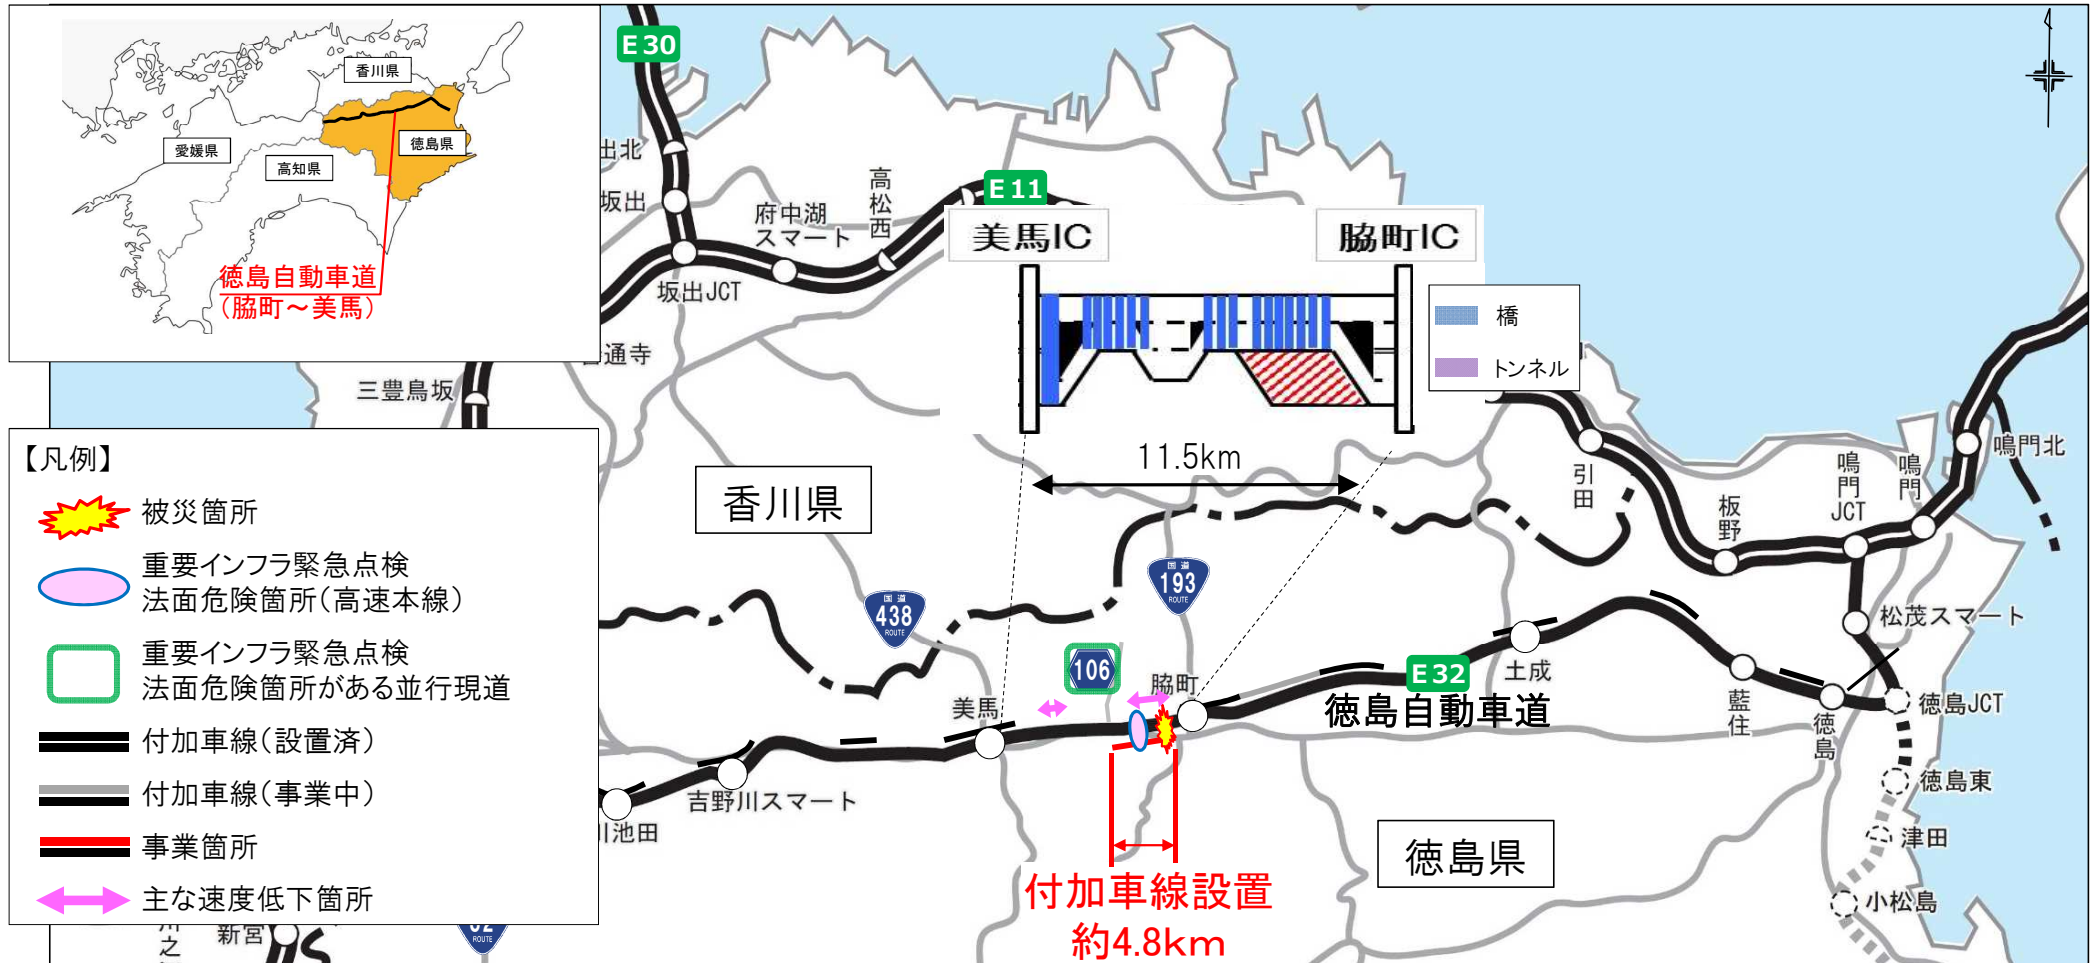 香川県
愛媛県
高知県
徳島県
徳島自動車道
(脇町～美馬)
E30
出北
坂出
府中湖
スマート
高松西
E11
坂出JCT
通寺
三豊鳥坂
美馬IC
脇町IC
橋
トンネル
11.5km
【凡例】
被災箇所
重要インフラ緊急点検
法面危険箇所(高速本線)
重要インフラ緊急点検
法面危険箇所がある並行現道
付加車線(設置済)
付加車線(事業中)
事業箇所
主な速度低下箇所
香川県
引田
板野
鳴門
JCT
鳴門
鳴門北
国道
193
ROUTE
国道
438
ROUTE
106
脇町
美馬
E32
徳島自動車道
土成
松茂スマート
藍住
徳島
徳島JCT
徳島東
津田
小松島
吉野川スマート
川池田
徳島県
付加車線設置
約4.8km
新宮
川之
ROUTE